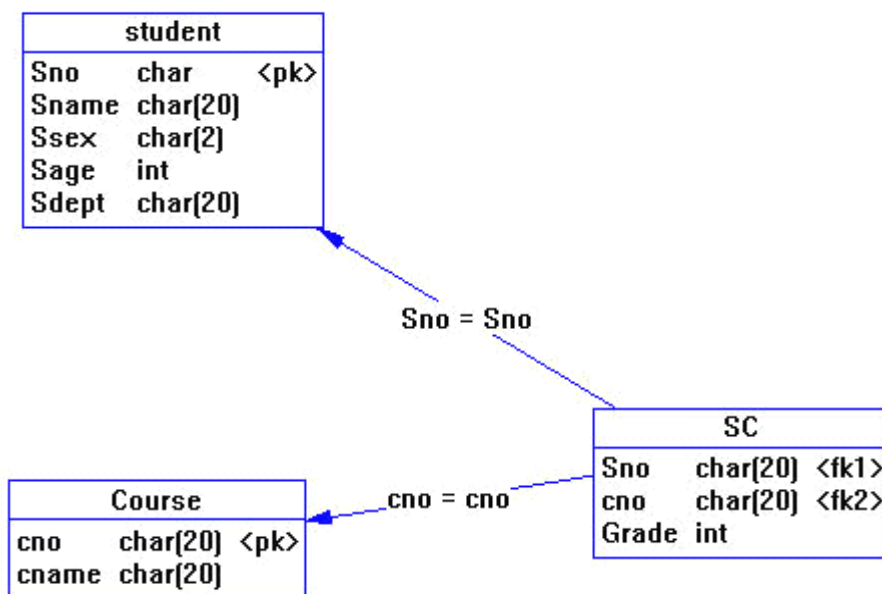 student
Sno char <pk>
Sname char(20)
Ssex char(2)
Sage int
Sdept char(20)
Sno = Sno
SC
Sno char(20) <fk1>
cno char(20) <fk2>
Grade int
cno = cno
Course
cno char(20) <pk>
cname char(20)